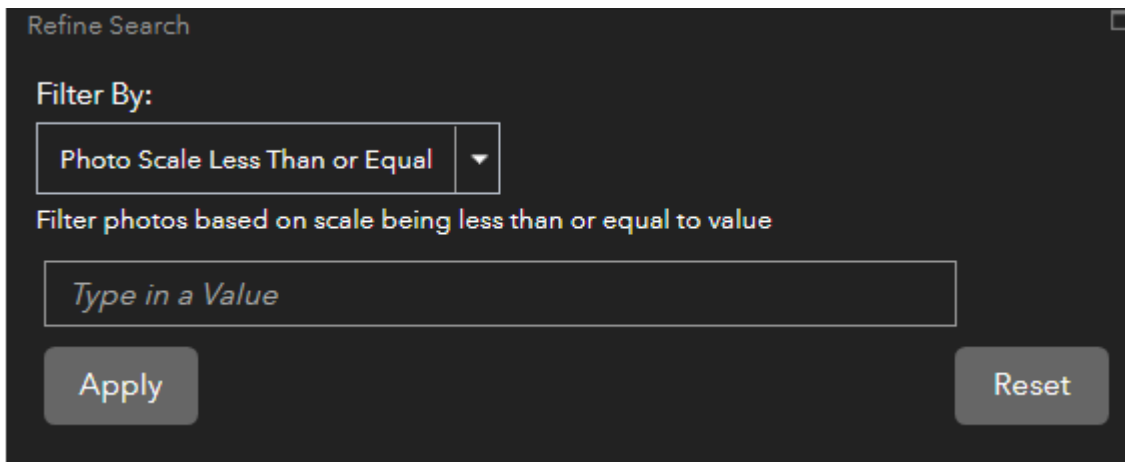 Refine Search
Filter By:
Photo Scale Less Than or Equal
Filter photos based on scale being less than or equal to value
Type in a Value
Apply
Reset